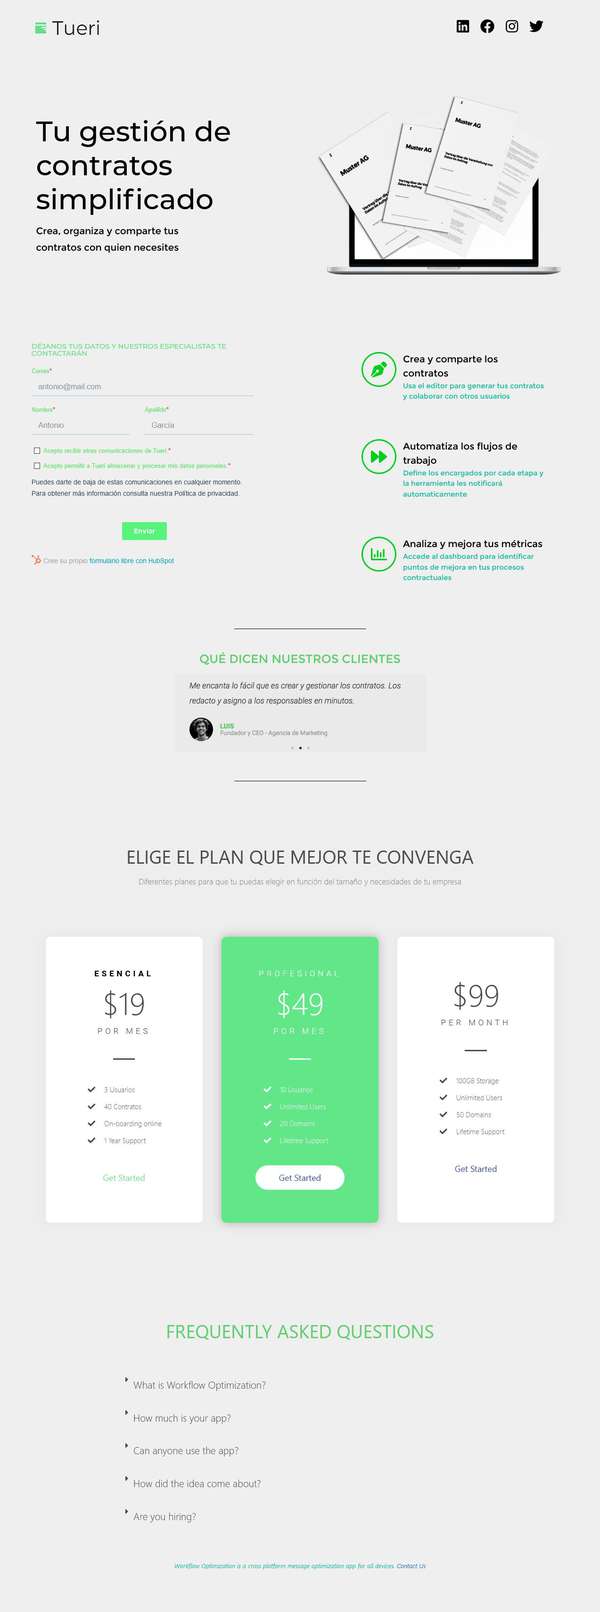 Tueri
Tu gestión de
contratos
simplificado
Crea, organiza y comparte tus
contratos con quien necesites
Muster AG
Muster AG
Muster AG
DÉJANOS TUS DATOS Y NUESTROS ESPECIALISTAS TE
CONTACTARÁN
Correo*
antonio@mail.com
Nombre* Apellido*
Antonio García
Acepto recibir otras comunicaciones de Tueri.*
Acepto permitir a Tueri almacenar y procesar mis datos personales.*
Puedes darte de baja de estas comunicaciones en cualquier momento.
Para obtener más información consulta nuestra Política de privacidad.
Enviar
Cree su propio formulario libre con HubSpot
Crea y comparte los
contratos
Usa el editor para generar tus contratos
y colaborar con otros usuarios
Automatiza los flujos de
trabajo
Define los encargados por cada etapa y
la herramienta les notificará
automaticamente
Analiza y mejora tus métricas
Accede al dashboard para identificar
puntos de mejora en tus procesos
contractuales
QUÉ DICEN NUESTROS CLIENTES
Me encanta lo fácil que es crear y gestionar los contratos. Los
redacto y asigno a los responsables en minutos.
LUIS
Fundador y CEO - Agencia de Marketing
ELIGE EL PLAN QUE MEJOR TE CONVENGA
Diferentes planes para que tu puedas elegir en función del tamaño y necesidades de tu empresa
ESENCIAL
$19
POR MES
3 Usuarios
40 Contratos
On-boarding online
1 Year Support
Get Started
PROFESIONAL
$49
POR MES
10 Usuarios
Unlimited Users
20 Domains
Lifetime Support
Get Started
$99
PER MONTH
100GB Storage
Unlimited Users
50 Domains
Lifetime Support
Get Started
FREQUENTLY ASKED QUESTIONS
What is Workflow Optimization?
How much is your app?
Can anyone use the app?
How did the idea come about?
Are you hiring?
Workflow Optimization is a cross platform message optimization app for all devices. Contact Us